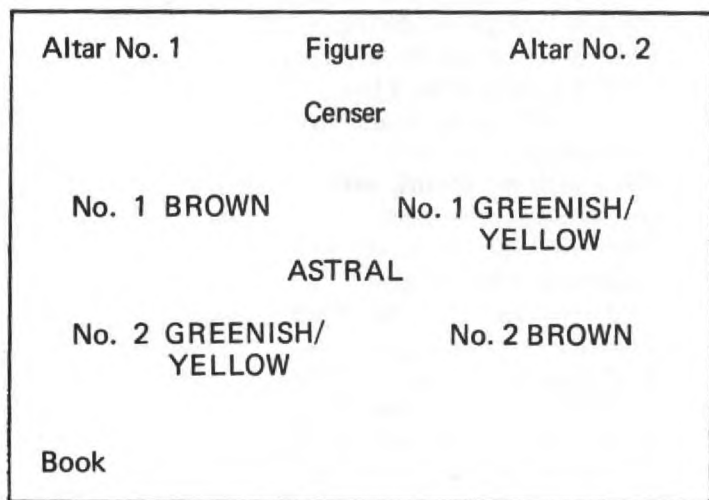 Altar No. 1 Figure Altar No. 2
Censer
No. 1 BROWN No. 1 GREENISH/
YELLOW
ASTRAL
No. 2 GREENISH/ No. 2 BROWN
YELLOW
Book